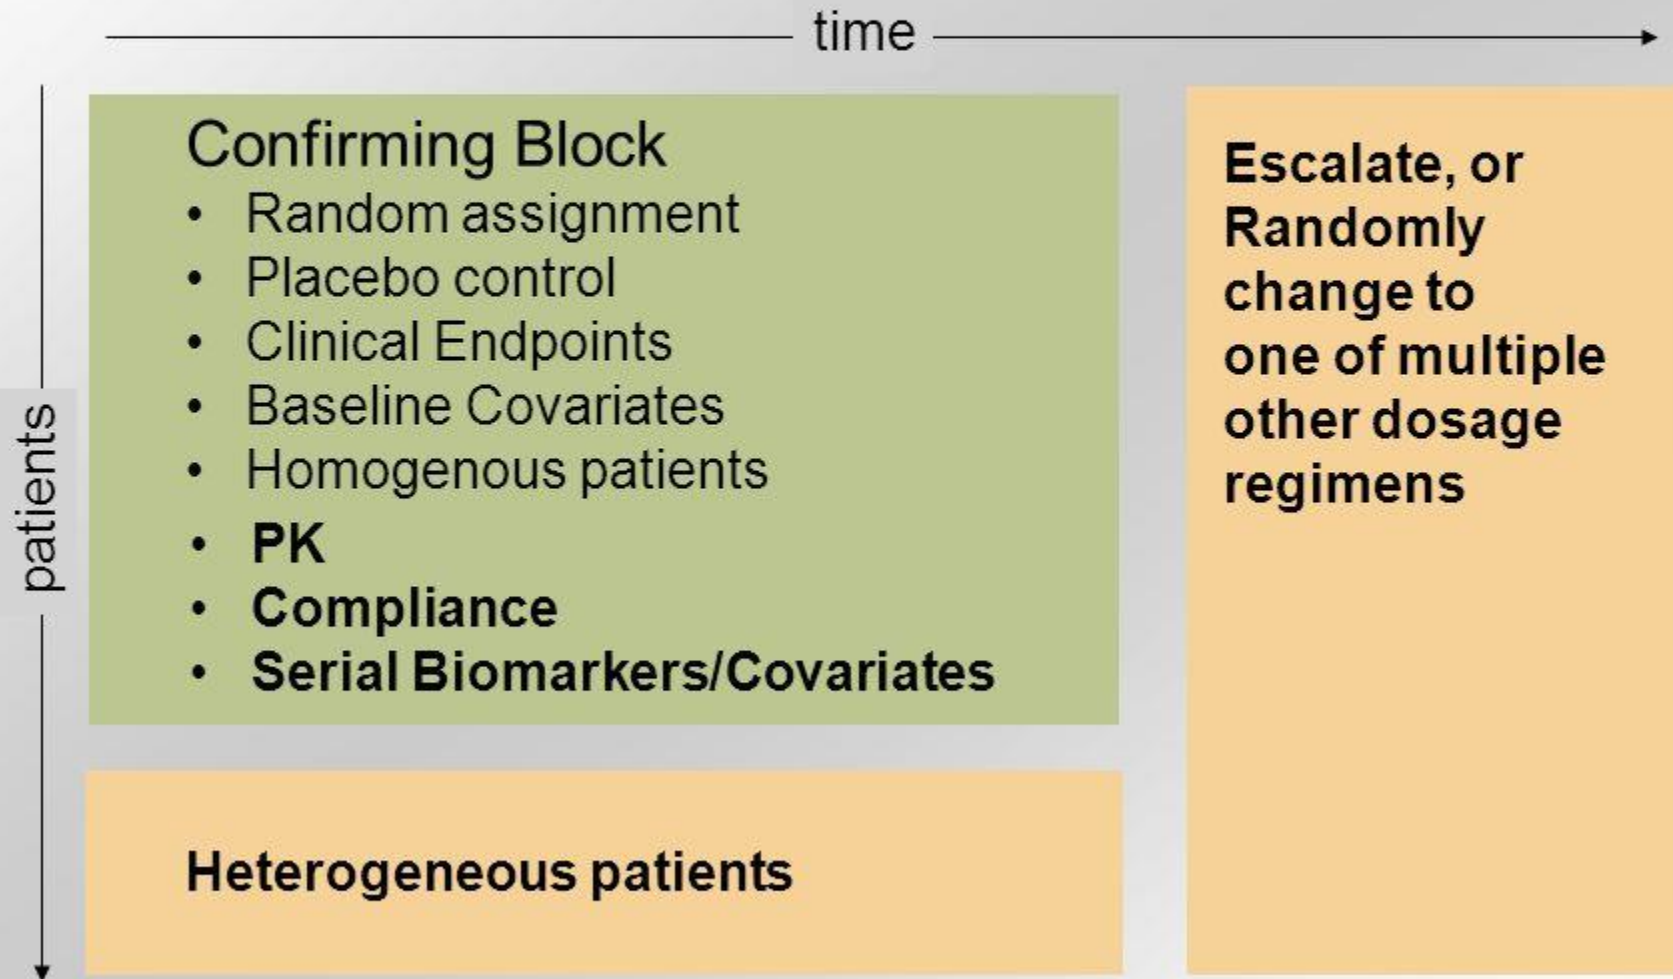 time
patients
Confirming Block
• Random assignment
• Placebo control
• Clinical Endpoints
• Baseline Covariates
• Homogenous patients
• PK
• Compliance
• Serial Biomarkers/Covariates
Heterogeneous patients
Escalate, or
Randomly
change to
one of multiple
other dosage
regimens